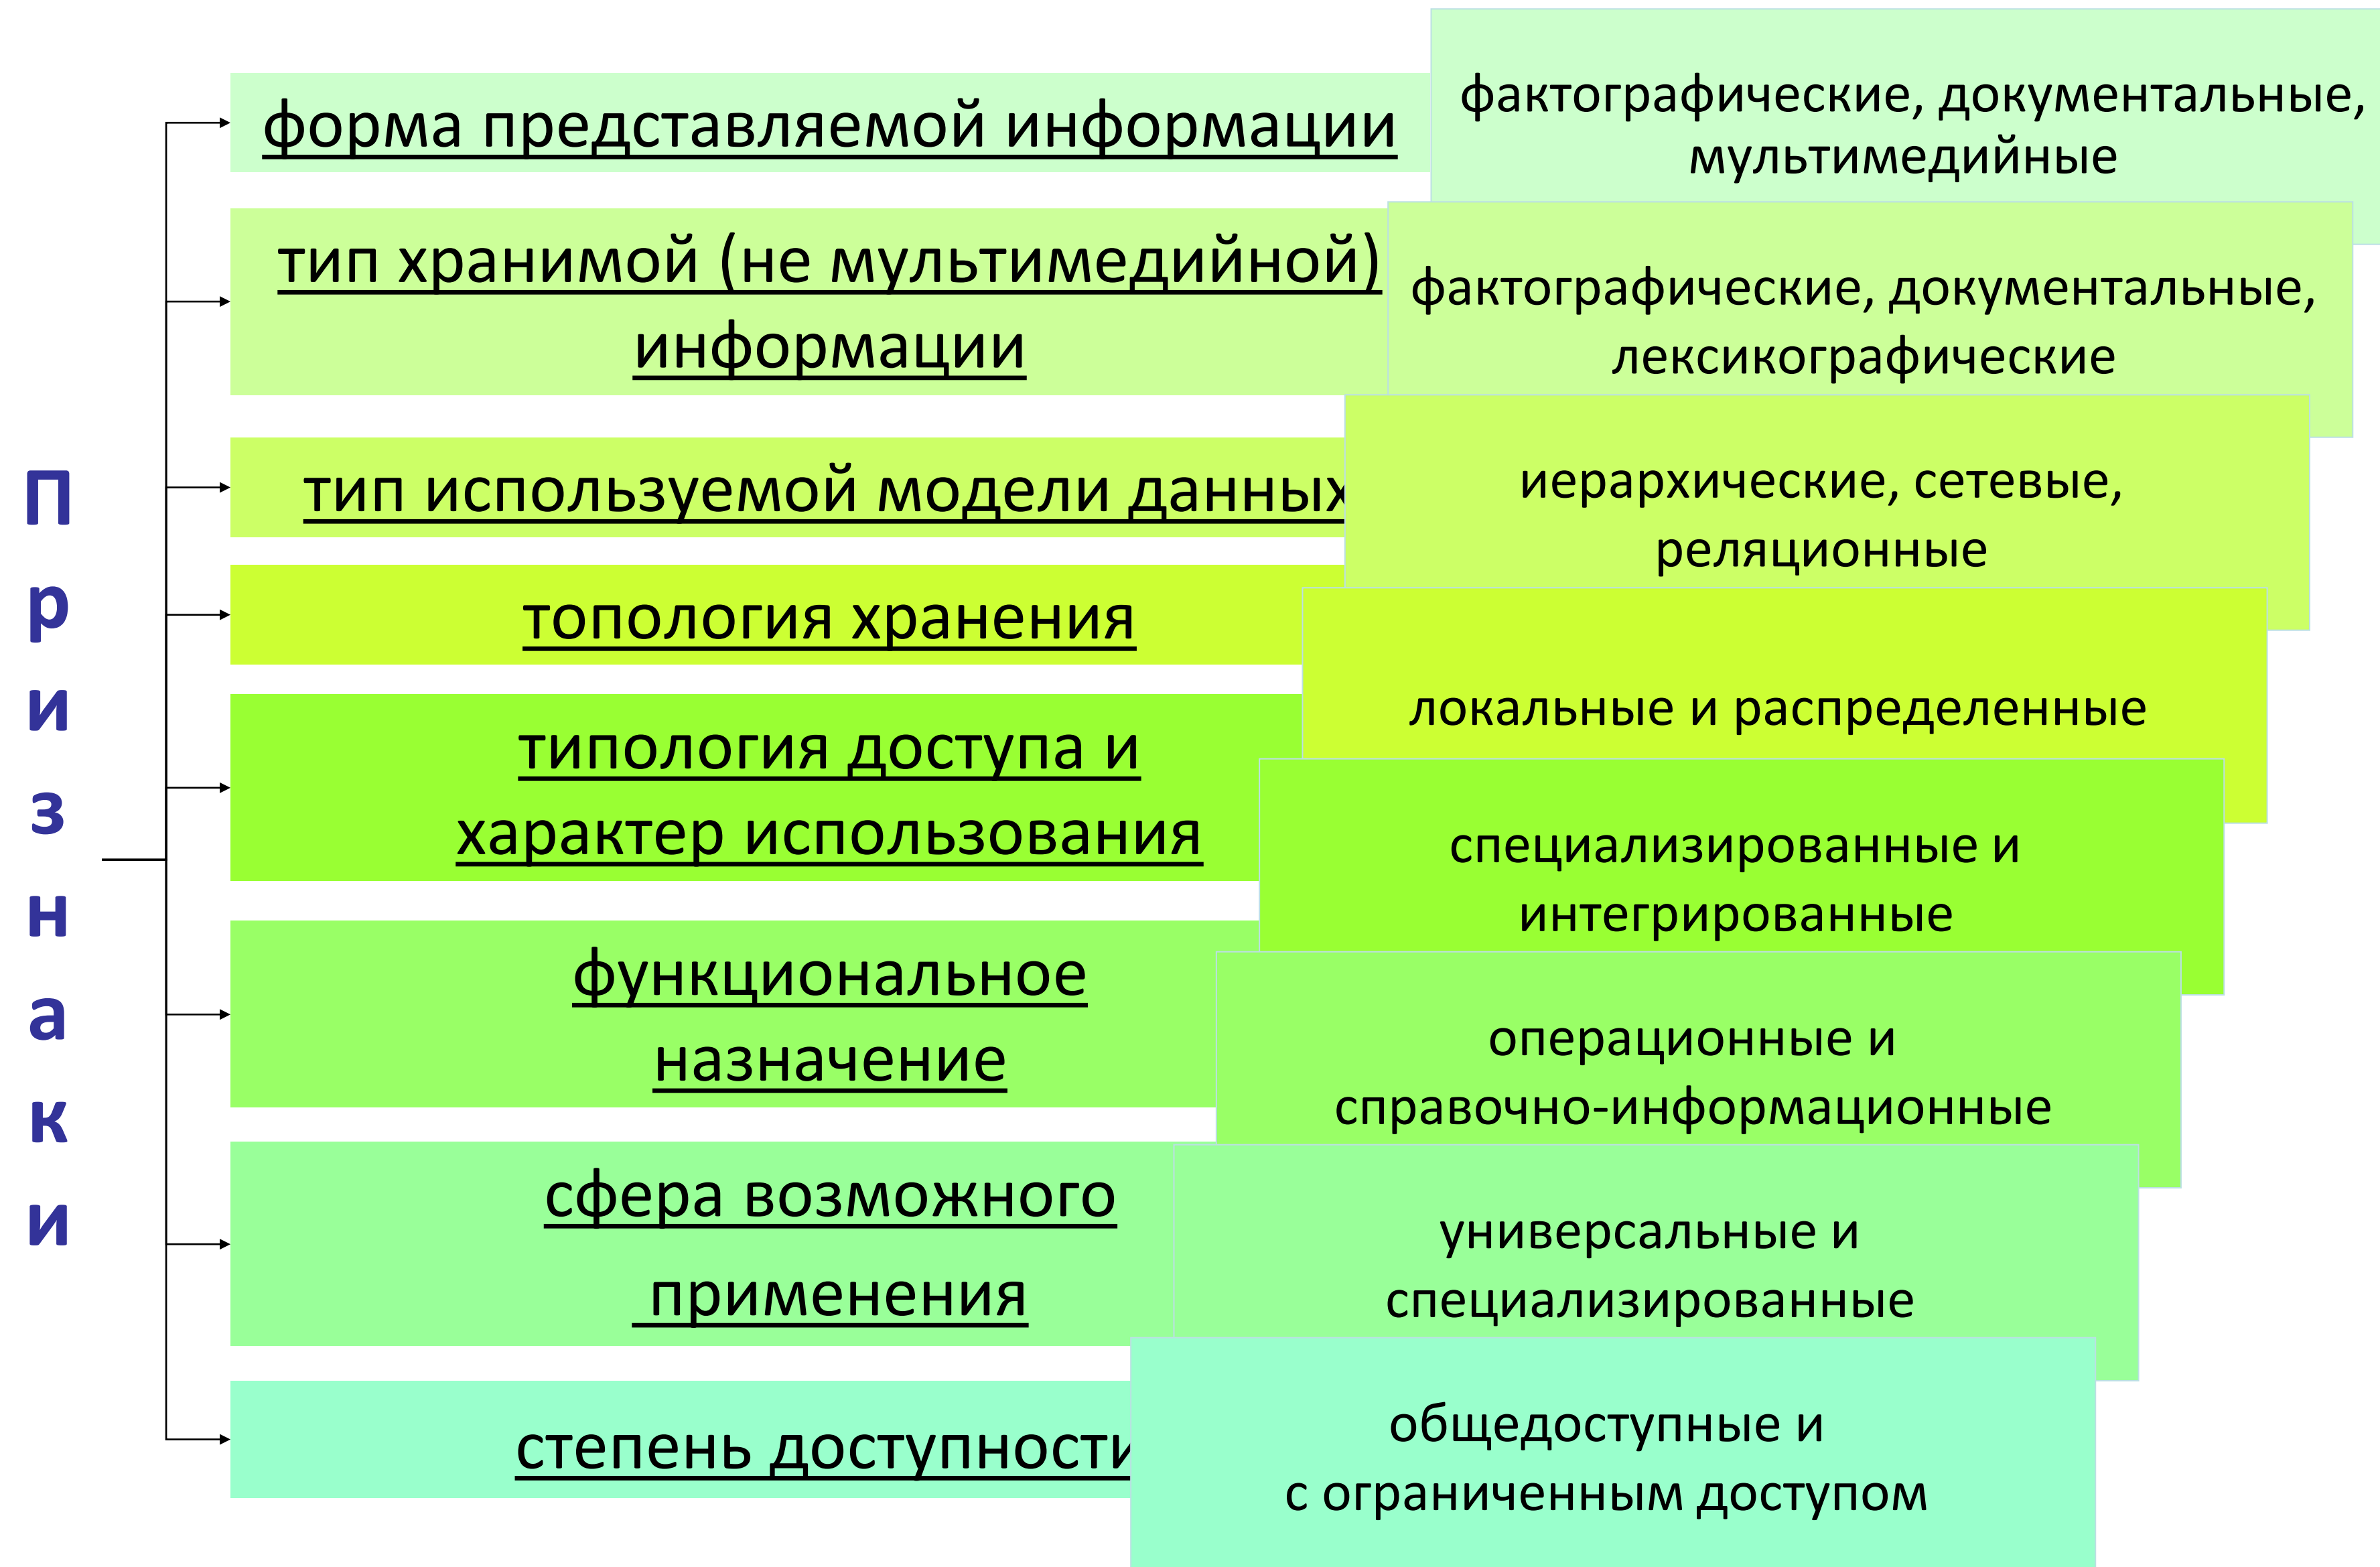 Признаки
форма представляемой информации
фактографические, документальные,
мультимедийные
тип хранимой (не мультимедийной)
информации
фактографические, документальные,
лексикографические
тип используемой модели данных
иерархические, сетевые,
реляционные
топология хранения
локальные и распределенные
типология доступа и
характер использования
специализированные и
интегрированные
функциональное
назначение
операционные и
справочно-информационные
сфера возможного
применения
универсальные и
специализированные
степень доступности
общедоступные и
с ограниченным доступом